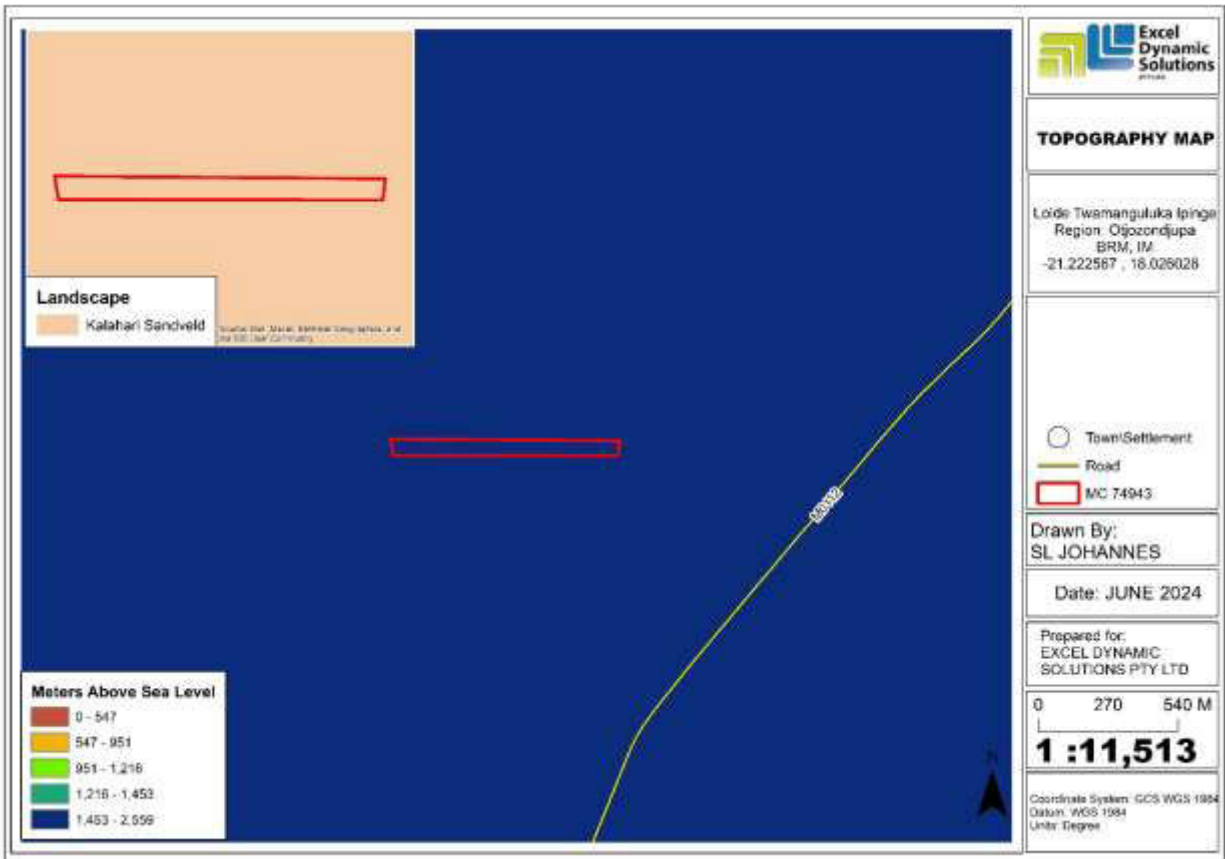 Excel
Dynamic
Solutions
TOPOGRAPHY MAP
Loide Twamanguluka Ipinge
Region: Otjozondjupa
BRM, IM
-21.222567 , 18.026028
Town\Settlement
Road
MC 74943
Drawn By:
SL JOHANNES
Date: JUNE 2024
Prepared for:
EXCEL DYNAMIC
SOLUTIONS PTY LTD
0 270 540 M
1 :11,513
Coordinate System: GCS WGS 1984
Datum: WGS 1984
Units: Degree
Landscape
Kalahari Sandveld
Meters Above Sea Level
0 - 547
547 - 951
951 - 1,216
1,216 - 1,453
1,453 - 2,559
N